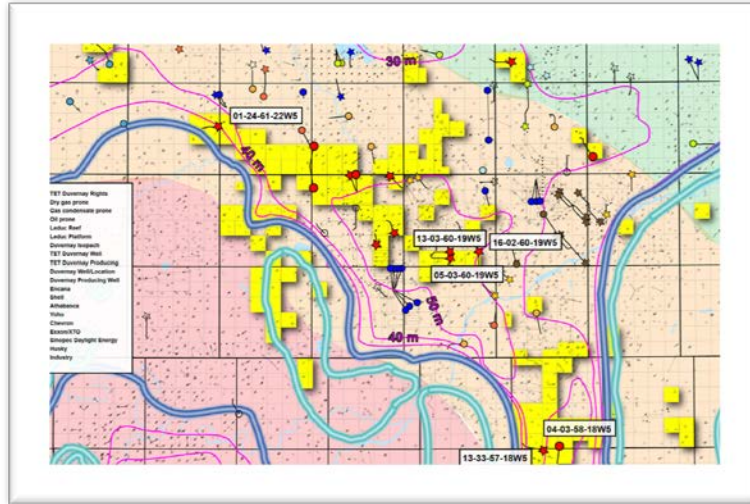 30 m
01-24-61-22W5
40 m
TET Duvernay Rights
Dry gas prone
Gas condensate prone
Oil prone
Leduc Reef
Leduc Platform
Duvernay Isopach
TET Duvernay Well
TET Duvernay Producing
Duvernay Well/Location
Duvernay Producing Well
Encana
Shell
Athabasca
Yoho
Chevron
Exxon/XTO
Sinopec Daylight Energy
Husky
Industry
13-03-60-19W5
16-02-60-19W5
05-03-60-19W5
50 m
40 m
04-03-58-18W5
13-33-57-18W5